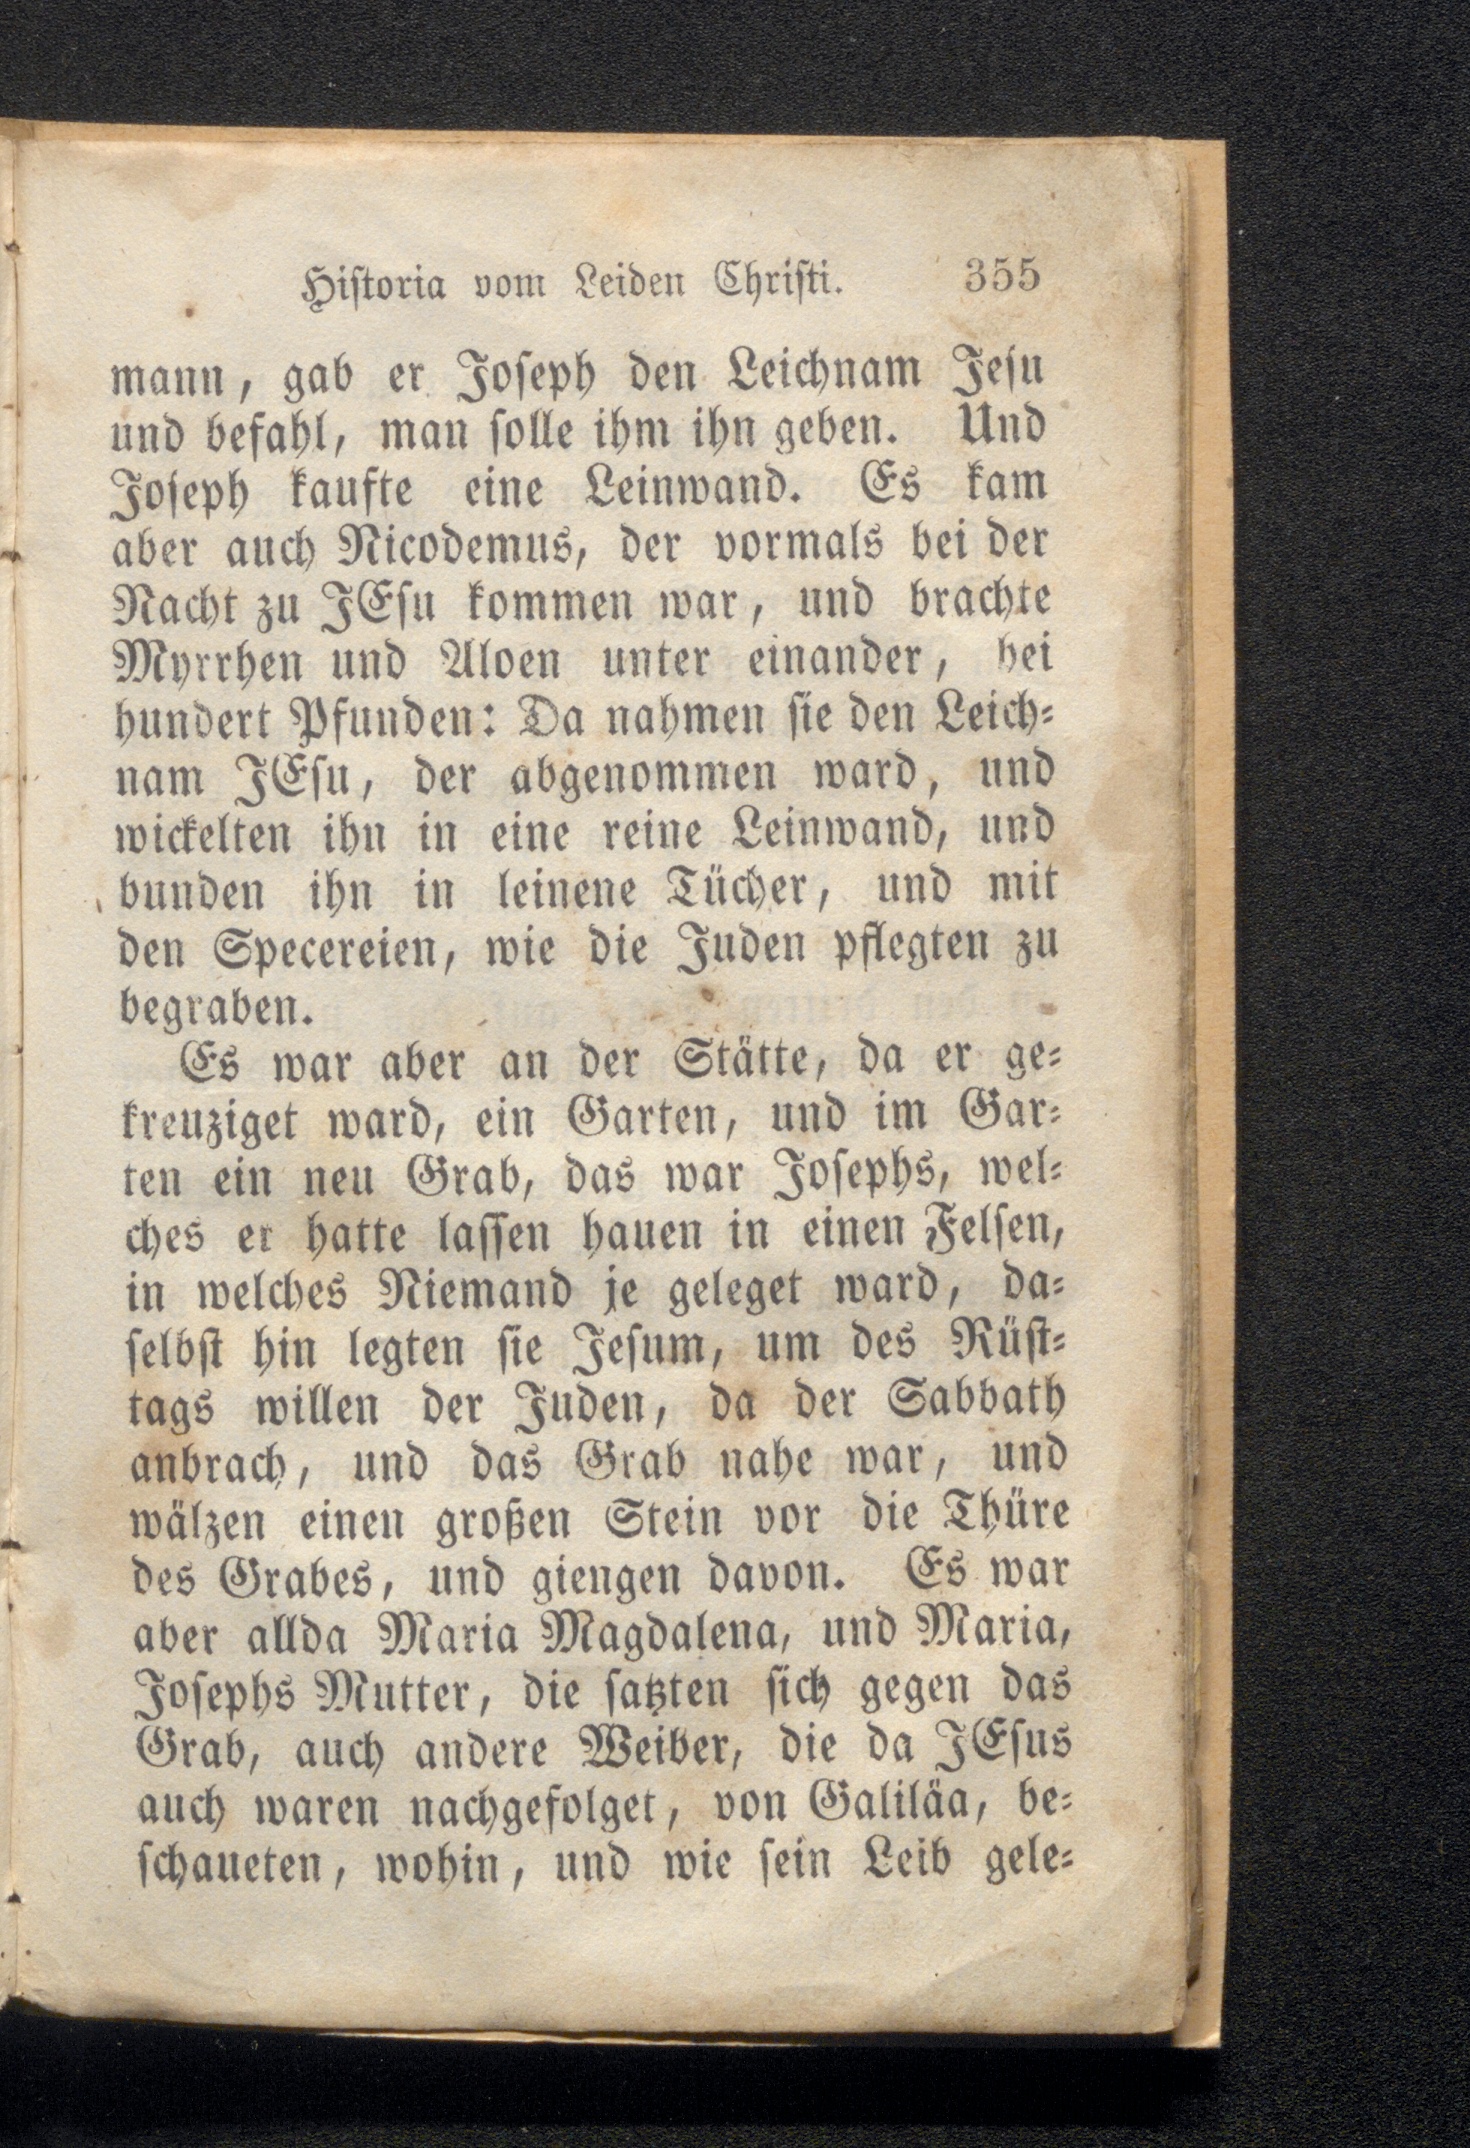 Historia vom Leiden Christi. 355
mann, gab er Joseph den Leichnam Jesu
und befahl, man solle ihm ihn geben. Und
Joseph kaufte eine Leinwand. Es kam
aber auch Nicodemus, der vormals bei der
Nacht zu JEsu kommen war, und brachte
Myrrhen und Aloen unter einander, bei
hundert Pfunden: Da nahmen sie den Leich-
nam JEsu, der abgenommen ward, und
wickelten ihn in eine reine Leinwand, und
bunden ihn in leinene Tücher, und mit
den Specereien, wie die Juden pflegten zu
begraben.
Es war aber an der Stätte, da er ge-
kreuziget ward, ein Garten, und im Gar-
ten ein neu Grab, das war Josephs, wel-
ches er hatte lassen hauen in einen Felsen,
in welches Niemand je geleget ward, da-
selbst hin legten sie Jesum, um des Rüst-
tags willen der Juden, da der Sabbath
anbrach, und das Grab nahe war, und
wälzen einen großen Stein vor die Thüre
des Grabes, und giengen davon. Es war
aber allda Maria Magdalena, und Maria,
Josephs Mutter, die satzten sich gegen das
Grab, auch andere Weiber, die da JEsus
auch waren nachgefolget, von Galiläa, be-
schaueten, wohin, und wie sein Leib gele-